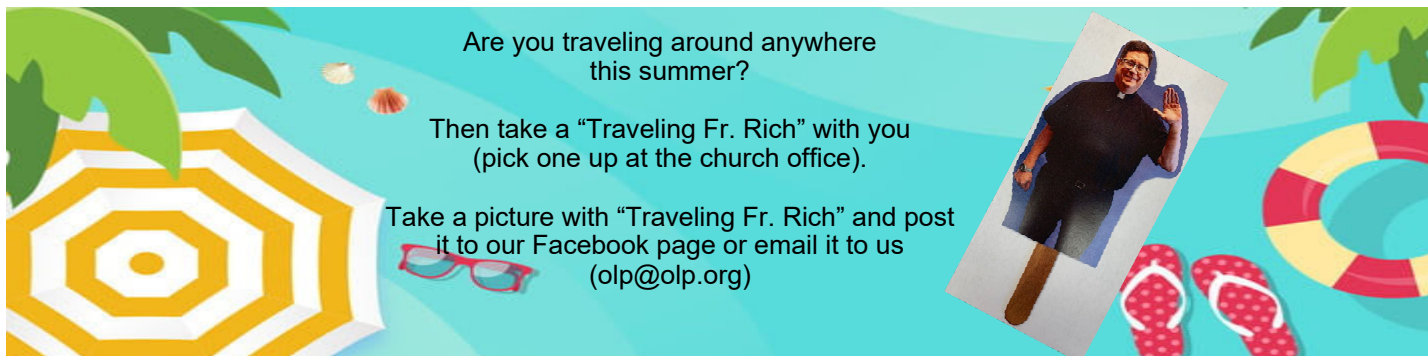 Are you traveling around anywhere
this summer?
Then take a “Traveling Fr. Rich” with you
(pick one up at the church office).
Take a picture with “Traveling Fr. Rich” and post
it to our Facebook page or email it to us
(olp@olp.org)